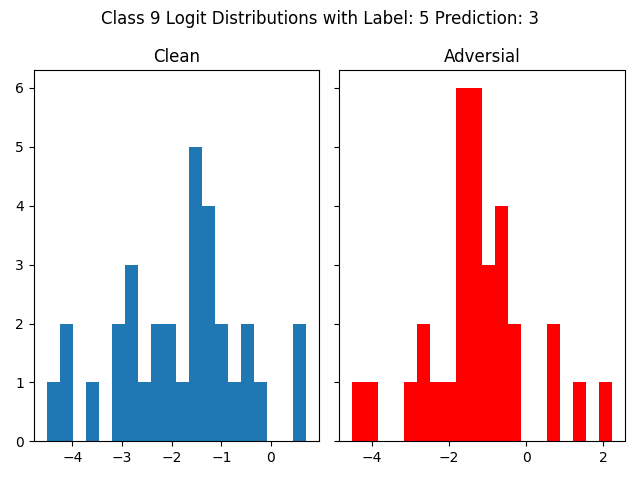 Class 9 Logit Distributions with Label: 5 Prediction: 3
Clean
Adversial
6
5
4
3
2
1
0
−4 −3 −2 −1 0
−4 −2 0 2